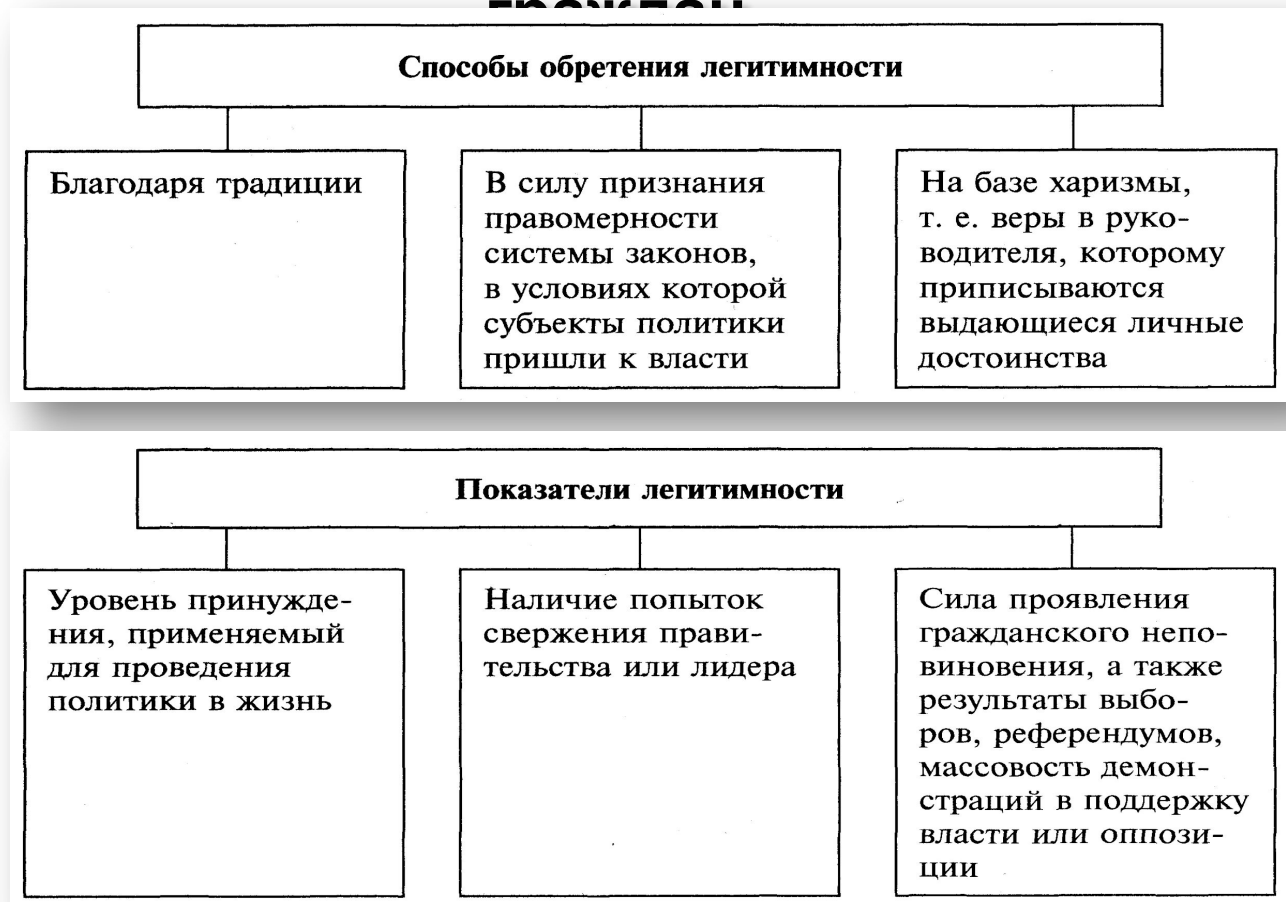 граждан
Способы обретения легитимности
Благодаря традиции
В силу признания
правомерности
системы законов,
в условиях которой
субъекты политики
пришли к власти
На базе харизмы,
т. е. веры в руко-
водителя, которому
приписываются
выдающиеся личные
достоинства
Показатели легитимности
Уровень принужде-
ния, применяемый
для проведения
политики в жизнь
Наличие попыток
свержения прави-
тельства или лидера
Сила проявления
гражданского непо-
виновения, а также
результаты выбо-
ров, референдумов,
массовость демон-
страций в поддержку
власти или оппози-
ции